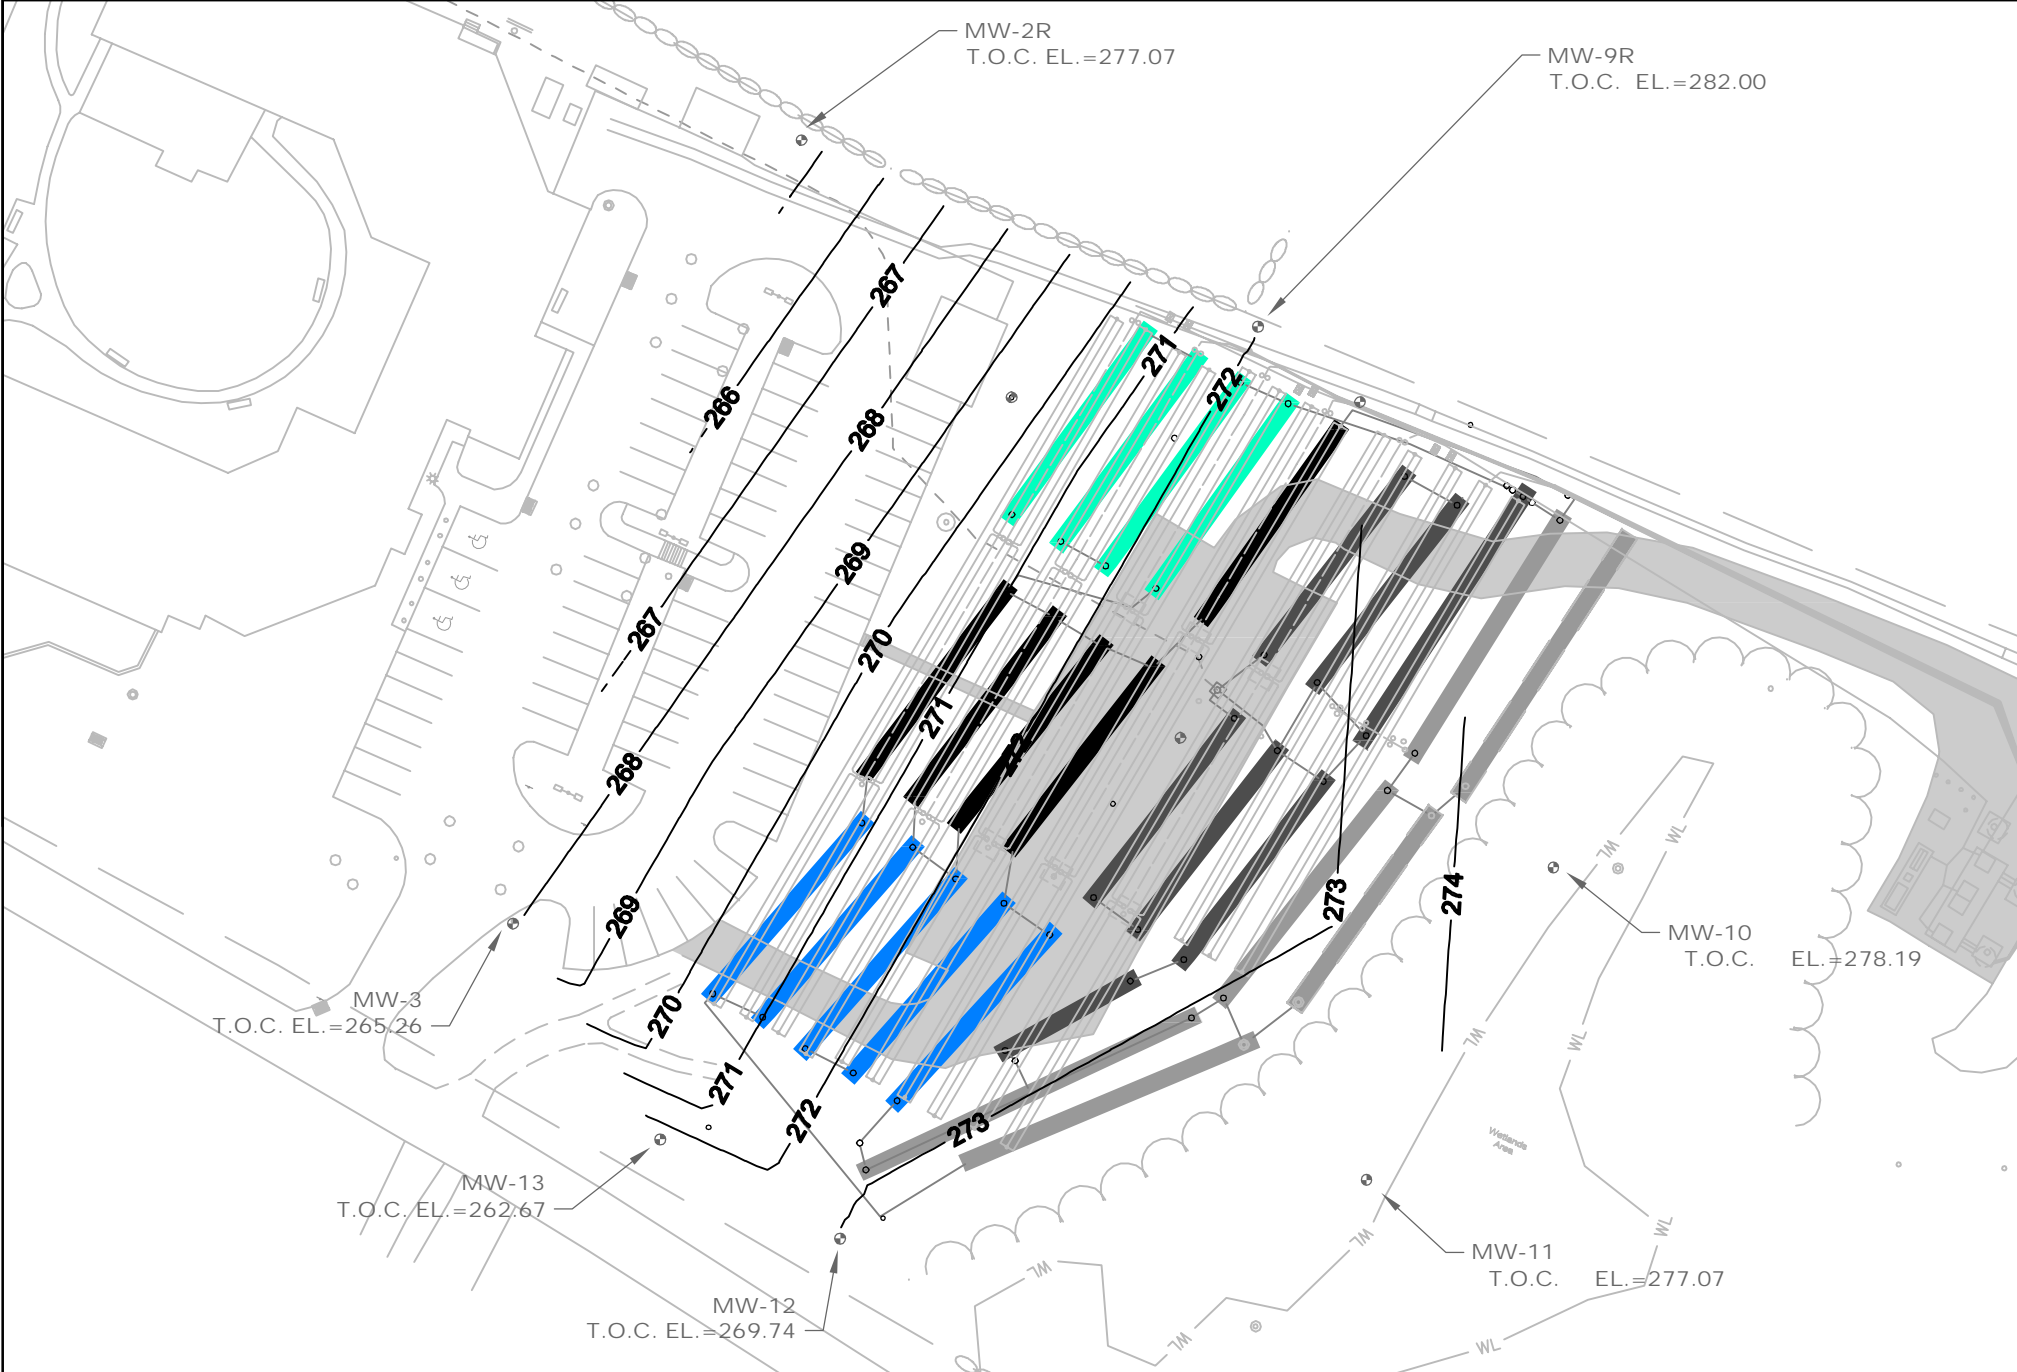 MW-2R
T.O.C. EL.=277.07
MW-9R
T.O.C. EL.=282.00
267
271
272
266
268
269
267
270
271
272
268
273
274
269
MW-10
T.O.C. EL.=278.19
WL
WL
MW-3
T.O.C. EL.=265.26
270
WL
WL
271
272
273
Wetlands
Area
MW-13
T.O.C. EL.=262.67
WL
WL
MW-11
T.O.C. EL.=277.07
WL
MW-12
T.O.C. EL.=269.74
WL
WL